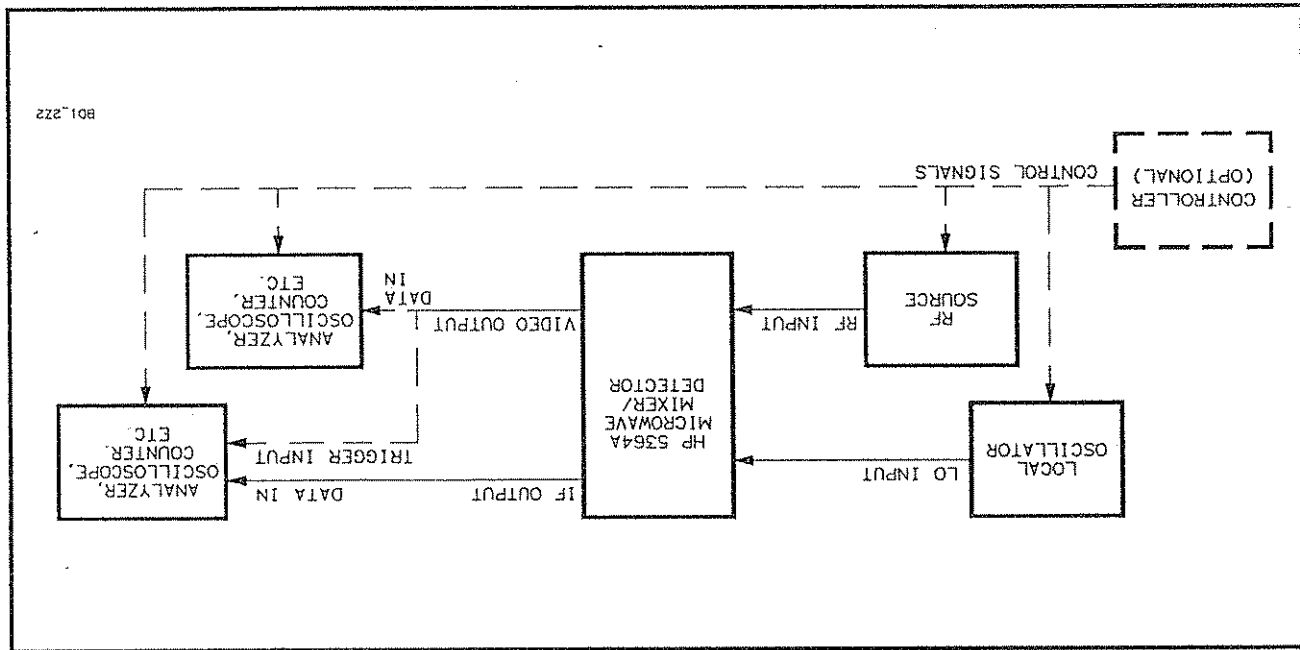 LOCAL
OSCILLATOR
LO INPUT
HP 5364A
MICROWAVE
MIXER/
DETECTOR
IF OUTPUT
DATA IN
TRIGGER INPUT
ANALYZER,
OSCILLOSCOPE,
COUNTER.
ETC.
RF
SOURCE
RF INPUT
VIDEO OUTPUT
DATA
IN
ANALYZER,
OSCILLOSCOPE,
COUNTER,
ETC.
CONTROLLER
(OPTIONAL)
CONTROL SIGNALS
BD1_2Z2